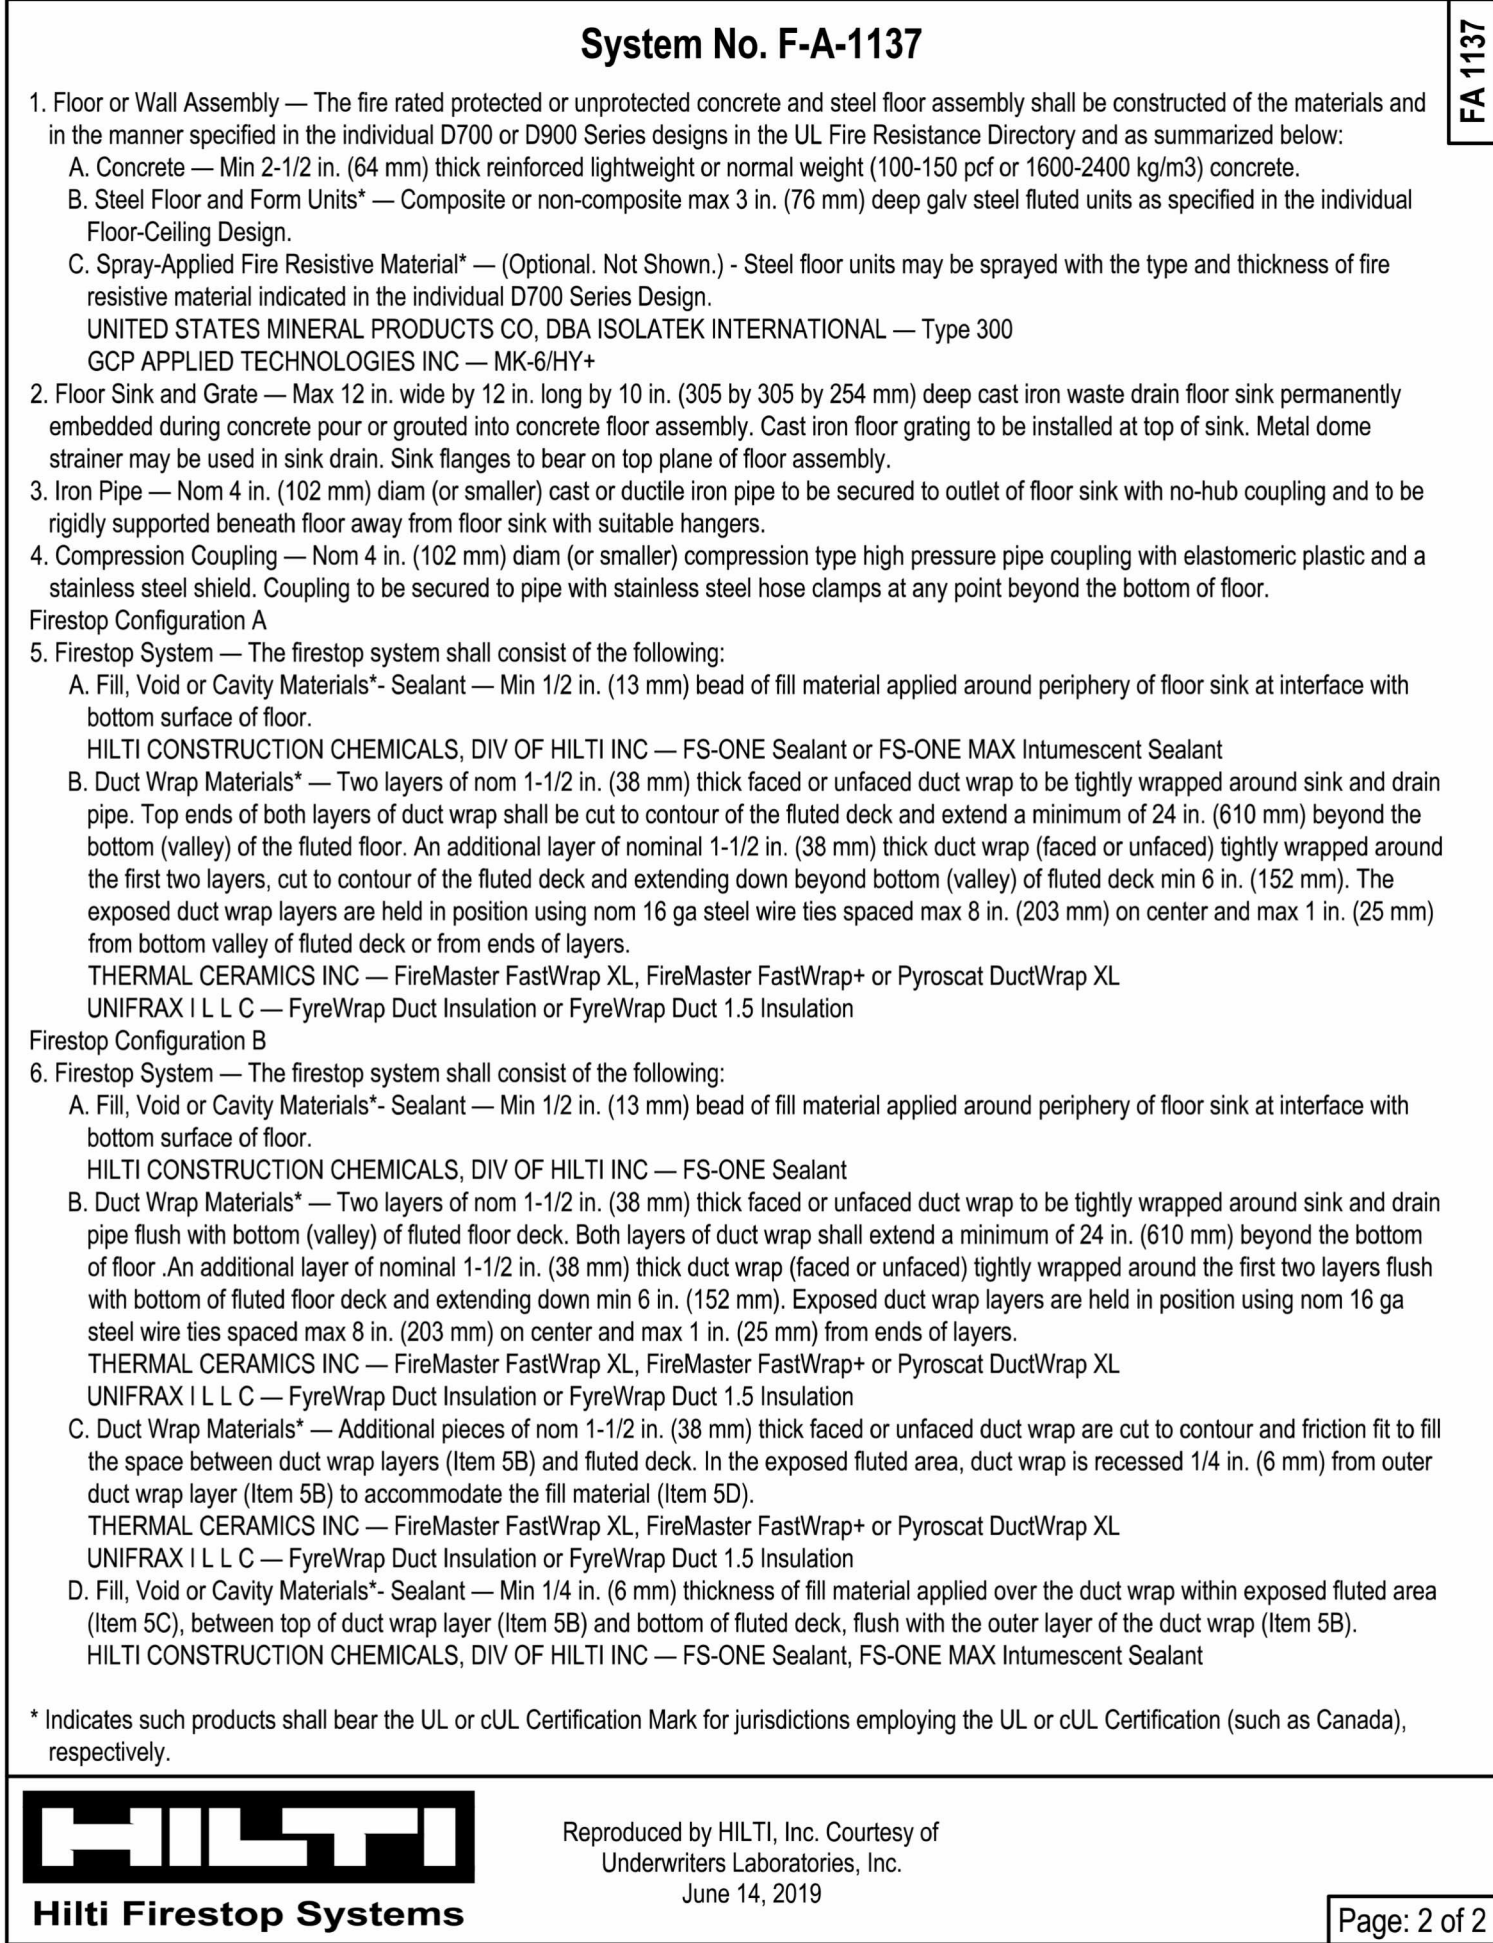 System No. F-A-1137
FA 1137
1. Floor or Wall Assembly — The fire rated protected or unprotected concrete and steel floor assembly shall be constructed of the materials and
in the manner specified in the individual D700 or D900 Series designs in the UL Fire Resistance Directory and as summarized below:
A. Concrete — Min 2-1/2 in. (64 mm) thick reinforced lightweight or normal weight (100-150 pcf or 1600-2400 kg/m3) concrete.
B. Steel Floor and Form Units* — Composite or non-composite max 3 in. (76 mm) deep galv steel fluted units as specified in the individual
Floor-Ceiling Design.
C. Spray-Applied Fire Resistive Material* — (Optional. Not Shown.) - Steel floor units may be sprayed with the type and thickness of fire
resistive material indicated in the individual D700 Series Design.
UNITED STATES MINERAL PRODUCTS CO, DBA ISOLATEK INTERNATIONAL — Type 300
GCP APPLIED TECHNOLOGIES INC — MK-6/HY+
2. Floor Sink and Grate — Max 12 in. wide by 12 in. long by 10 in. (305 by 305 by 254 mm) deep cast iron waste drain floor sink permanently
embedded during concrete pour or grouted into concrete floor assembly. Cast iron floor grating to be installed at top of sink. Metal dome
strainer may be used in sink drain. Sink flanges to bear on top plane of floor assembly.
3. Iron Pipe — Nom 4 in. (102 mm) diam (or smaller) cast or ductile iron pipe to be secured to outlet of floor sink with no-hub coupling and to be
rigidly supported beneath floor away from floor sink with suitable hangers.
4. Compression Coupling — Nom 4 in. (102 mm) diam (or smaller) compression type high pressure pipe coupling with elastomeric plastic and a
stainless steel shield. Coupling to be secured to pipe with stainless steel hose clamps at any point beyond the bottom of floor.
Firestop Configuration A
5. Firestop System — The firestop system shall consist of the following:
A. Fill, Void or Cavity Materials*- Sealant — Min 1/2 in. (13 mm) bead of fill material applied around periphery of floor sink at interface with
bottom surface of floor.
HILTI CONSTRUCTION CHEMICALS, DIV OF HILTI INC — FS-ONE Sealant or FS-ONE MAX Intumescent Sealant
B. Duct Wrap Materials* — Two layers of nom 1-1/2 in. (38 mm) thick faced or unfaced duct wrap to be tightly wrapped around sink and drain
pipe. Top ends of both layers of duct wrap shall be cut to contour of the fluted deck and extend a minimum of 24 in. (610 mm) beyond the
bottom (valley) of the fluted floor. An additional layer of nominal 1-1/2 in. (38 mm) thick duct wrap (faced or unfaced) tightly wrapped around
the first two layers, cut to contour of the fluted deck and extending down beyond bottom (valley) of fluted deck min 6 in. (152 mm). The
exposed duct wrap layers are held in position using nom 16 ga steel wire ties spaced max 8 in. (203 mm) on center and max 1 in. (25 mm)
from bottom valley of fluted deck or from ends of layers.
THERMAL CERAMICS INC — FireMaster FastWrap XL, FireMaster FastWrap+ or Pyroscat DuctWrap XL
UNIFRAX I L L C — FyreWrap Duct Insulation or FyreWrap Duct 1.5 Insulation
Firestop Configuration B
6. Firestop System — The firestop system shall consist of the following:
A. Fill, Void or Cavity Materials*- Sealant — Min 1/2 in. (13 mm) bead of fill material applied around periphery of floor sink at interface with
bottom surface of floor.
HILTI CONSTRUCTION CHEMICALS, DIV OF HILTI INC — FS-ONE Sealant
B. Duct Wrap Materials* — Two layers of nom 1-1/2 in. (38 mm) thick faced or unfaced duct wrap to be tightly wrapped around sink and drain
pipe flush with bottom (valley) of fluted floor deck. Both layers of duct wrap shall extend a minimum of 24 in. (610 mm) beyond the bottom
of floor .An additional layer of nominal 1-1/2 in. (38 mm) thick duct wrap (faced or unfaced) tightly wrapped around the first two layers flush
with bottom of fluted floor deck and extending down min 6 in. (152 mm). Exposed duct wrap layers are held in position using nom 16 ga
steel wire ties spaced max 8 in. (203 mm) on center and max 1 in. (25 mm) from ends of layers.
THERMAL CERAMICS INC — FireMaster FastWrap XL, FireMaster FastWrap+ or Pyroscat DuctWrap XL
UNIFRAX I L L C — FyreWrap Duct Insulation or FyreWrap Duct 1.5 Insulation
C. Duct Wrap Materials* — Additional pieces of nom 1-1/2 in. (38 mm) thick faced or unfaced duct wrap are cut to contour and friction fit to fill
the space between duct wrap layers (Item 5B) and fluted deck. In the exposed fluted area, duct wrap is recessed 1/4 in. (6 mm) from outer
duct wrap layer (Item 5B) to accommodate the fill material (Item 5D).
THERMAL CERAMICS INC — FireMaster FastWrap XL, FireMaster FastWrap+ or Pyroscat DuctWrap XL
UNIFRAX I L L C — FyreWrap Duct Insulation or FyreWrap Duct 1.5 Insulation
D. Fill, Void or Cavity Materials*- Sealant — Min 1/4 in. (6 mm) thickness of fill material applied over the duct wrap within exposed fluted area
(Item 5C), between top of duct wrap layer (Item 5B) and bottom of fluted deck, flush with the outer layer of the duct wrap (Item 5B).
HILTI CONSTRUCTION CHEMICALS, DIV OF HILTI INC — FS-ONE Sealant, FS-ONE MAX Intumescent Sealant
* Indicates such products shall bear the UL or cUL Certification Mark for jurisdictions employing the UL or cUL Certification (such as Canada),
respectively.
HILTI
Hilti Firestop Systems
Reproduced by HILTI, Inc. Courtesy of
Underwriters Laboratories, Inc.
June 14, 2019
Page: 2 of 2